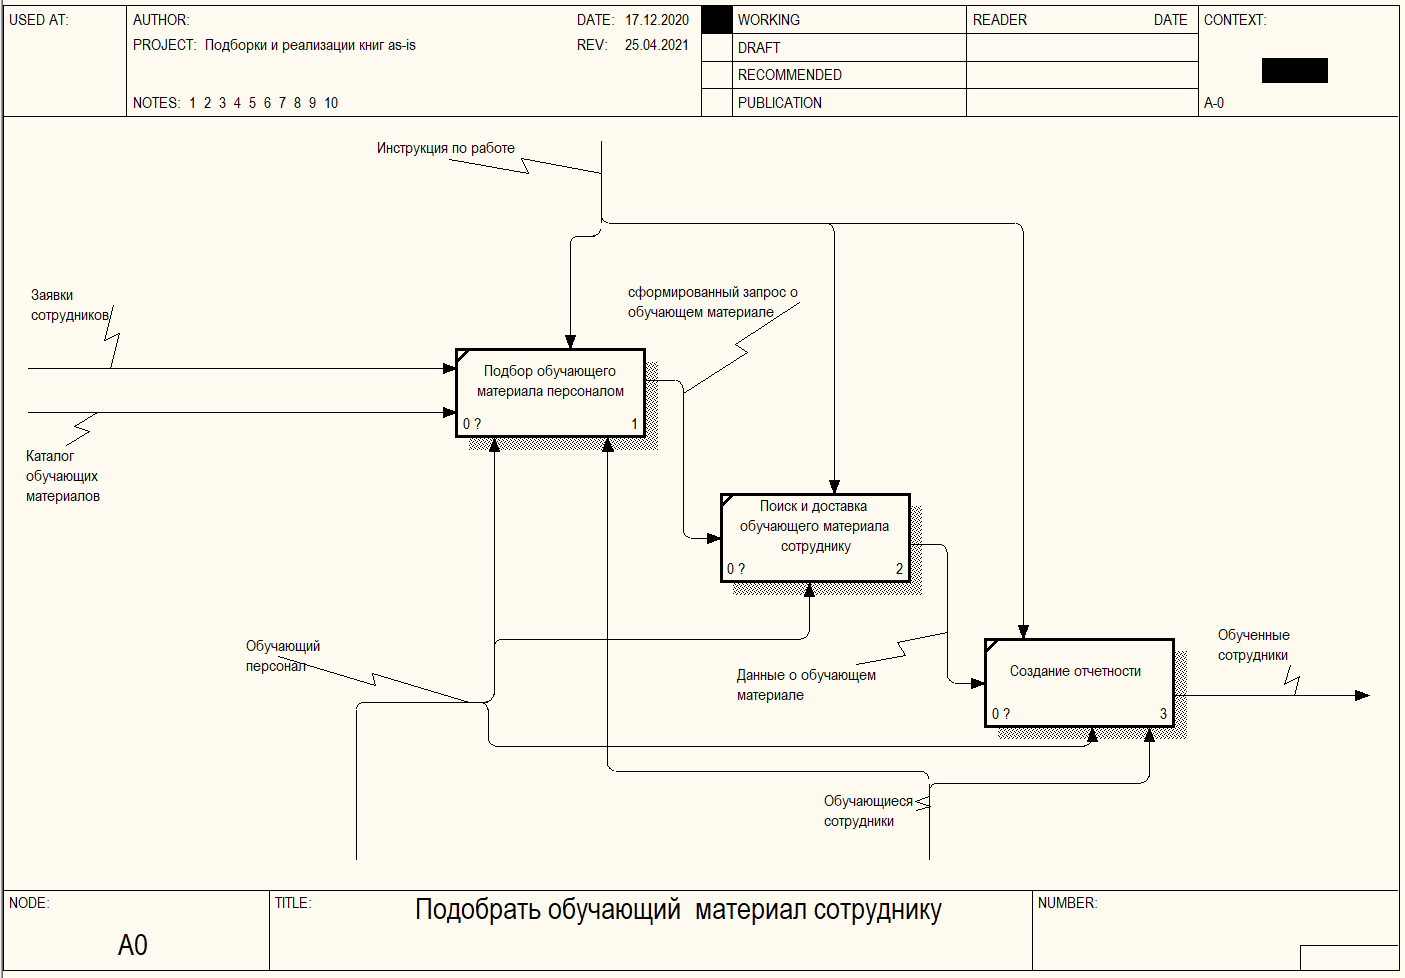 USED AT:
AUTHOR:
DATE: 17.12.2020
PROJECT: Подборки и реализации книг as-is
REV: 25.04.2021
NOTES: 1 2 3 4 5 6 7 8 9 10
WORKING
DRAFT
RECOMMENDED
PUBLICATION
READER DATE
CONTEXT:
A-0
Инструкция по работе
Заявки
сотрудников
сформированный запрос о
обучающем материале
Подбор обучающего
материала персоналом
0 ? 1
Каталог
обучающих
материалов
Поиск и доставка
обучающего материала
сотруднику
0 ? 2
Обучающий
персонал
Данные о обучающем
материале
Создание отчетности
0 ? 3
Обученные
сотрудники
Обучающиеся
сотрудники
NODE:
A0
TITLE:
Подобрать обучающий материал сотруднику
NUMBER: